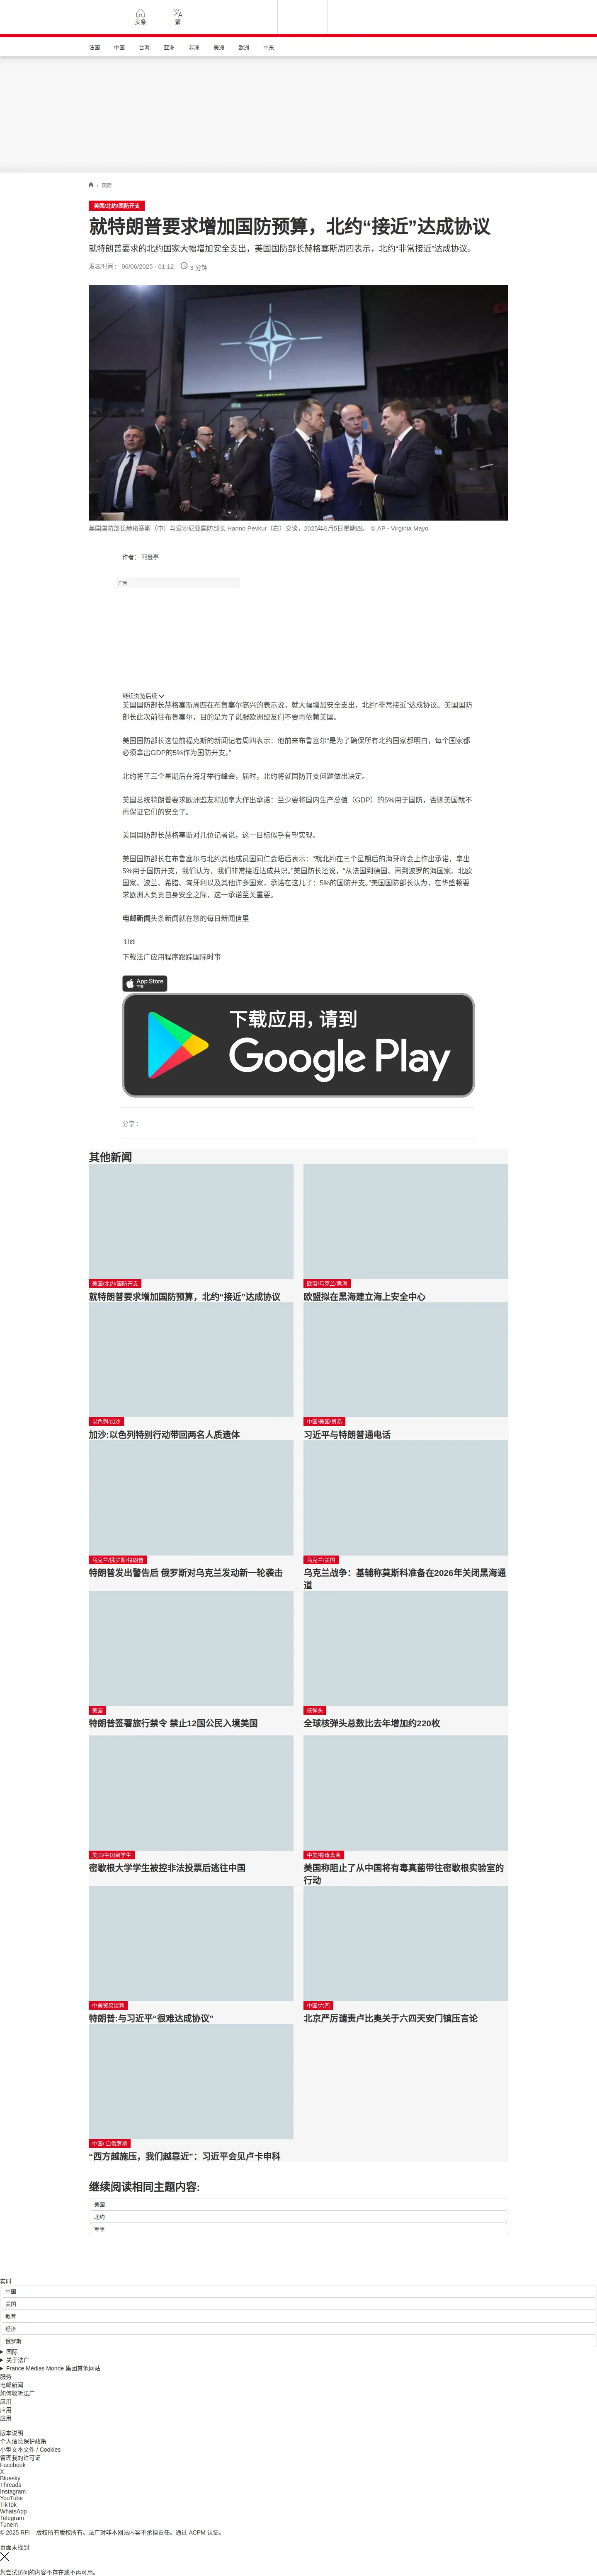 头条
繁
法国 中国 台海 亚洲 非洲 美洲 欧洲 中东
/ 国际
美国/北约/国防开支
就特朗普要求增加国防预算，北约“接近”达成协议
就特朗普要求的北约国家大幅增加安全支出，美国国防部长赫格塞斯周四表示，北约“非常接近”达成协议。
发表时间： 06/06/2025 - 01:12 3 分钟
美国国防部长赫格塞斯（中）与爱沙尼亚国防部长 Hanno Pevkur（右）交谈，2025年6月5日星期四。 © AP - Virginia Mayo
作者： 阿曼亭
广告
继续浏览后续
美国国防部长赫格塞斯周四在布鲁塞尔高兴的表示说，就大幅增加安全支出，北约“非常接近”达成协议。美国国防
部长此次前往布鲁塞尔，目的是为了说服欧洲盟友们不要再依赖美国。
美国国防部长这位前福克斯的新闻记者周四表示：他前来布鲁塞尔“是为了确保所有北约国家都明白，每个国家都
必须拿出GDP的5%作为国防开支。”
北约将于三个星期后在海牙举行峰会，届时，北约将就国防开支问题做出决定。
美国总统特朗普要求欧洲盟友和加拿大作出承诺：至少要将国内生产总值（GDP）的5%用于国防，否则美国就不
再保证它们的安全了。
美国国防部长赫格塞斯对几位记者说，这一目标似乎有望实现。
美国国防部长在布鲁塞尔与北约其他成员国同仁会晤后表示：“就北约在三个星期后的海牙峰会上作出承诺，拿出
5%用于国防开支，我们认为，我们非常接近达成共识。”美国防长还说，“从法国到德国、再到波罗的海国家、北欧
国家、波兰、希腊、匈牙利以及其他许多国家，承诺在这儿了：5%的国防开支。”美国国防部长认为，在华盛顿要
求欧洲人负责自身安全之际，这一承诺至关重要。
电邮新闻头条新闻就在您的每日新闻信里
订阅
下载法广应用程序跟踪国际时事
App Store
下载
下载应用，请到
Google Play
分享 :
其他新闻
美国/北约/国防开支
就特朗普要求增加国防预算，北约“接近”达成协议
欧盟/乌克兰/黑海
欧盟拟在黑海建立海上安全中心
以色列/加沙
加沙:以色列特别行动带回两名人质遗体
中国/美国/贸易
习近平与特朗普通电话
乌克兰/俄罗斯/特朗普
特朗普发出警告后 俄罗斯对乌克兰发动新一轮袭击
乌克兰/美国
乌克兰战争：基辅称莫斯科准备在2026年关闭黑海通
道
美国
特朗普签署旅行禁令 禁止12国公民入境美国
核弹头
全球核弹头总数比去年增加约220枚
美国/中国留学生
密歇根大学学生被控非法投票后逃往中国
中美/有毒真菌
美国称阻止了从中国将有毒真菌带往密歇根实验室的
行动
中美贸易谈判
特朗普:与习近平“很难达成协议”
中国/六四
北京严厉谴责卢比奥关于六四天安门镇压言论
中国/ 白俄罗斯
“西方越施压，我们越靠近”：习近平会见卢卡申科
继续阅读相同主题内容:
美国
北约
军事
实时
中国
美国
教育
经济
俄罗斯
国际
关于法广
France Médias Monde 集团其他网站
服务
电邮新闻
如何收听法广
应用
应用
应用
版本说明
个人信息保护政策
小型文本文件 / Cookies
管理我的许可证
Facebook
X
Bluesky
Threads
Instagram
YouTube
TikTok
WhatsApp
Telegram
TuneIn
© 2025 RFI – 版权所有版权所有。法广对非本网站内容不承担责任。通过 ACPM 认证。
页面未找到
您尝试访问的内容不存在或不再可用。